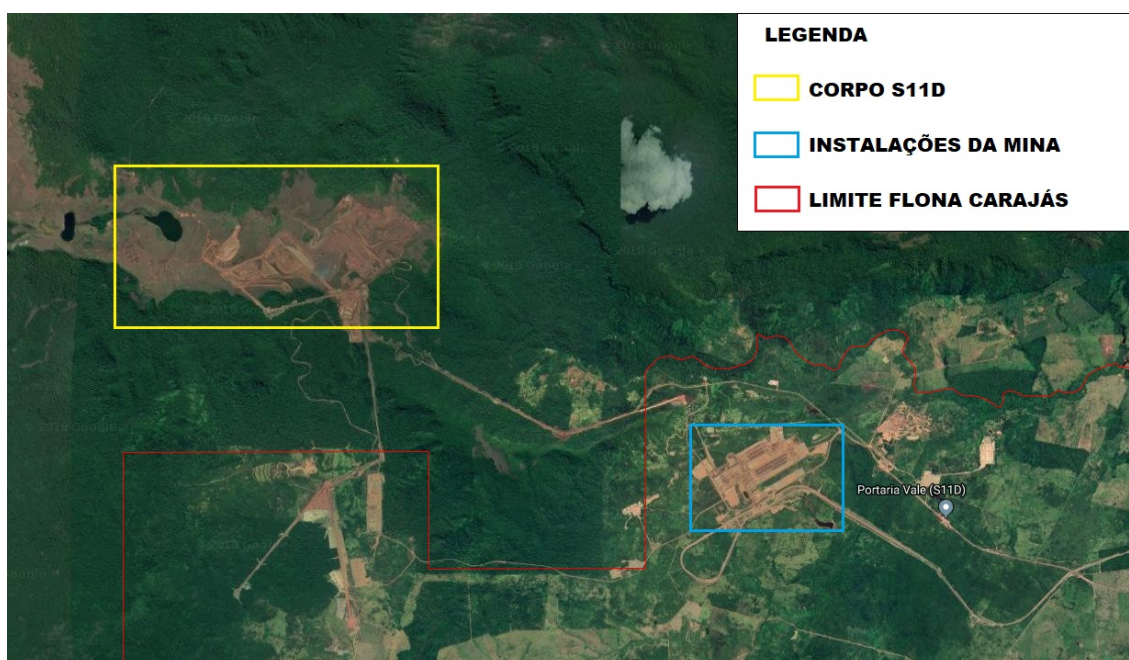 LEGENDA
CORPO S11D
INSTALAÇÕES DA MINA
LIMITE FLONA CARAJÁS
Portaria Vale (S11D)